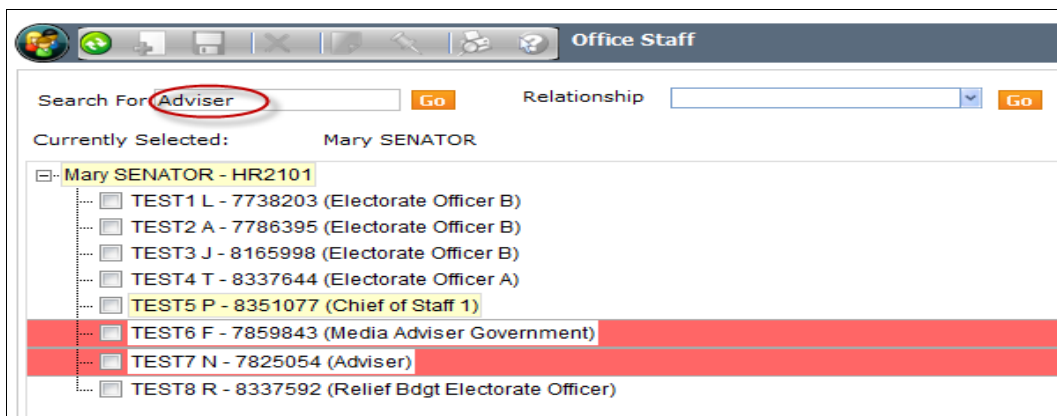 Office Staff
Search For Adviser Go Relationship Go
Currently Selected: Mary SENATOR
Mary SENATOR - HR2101
TEST1 L - 7738203 (Electorate Officer B)
TEST2 A - 7786395 (Electorate Officer B)
TEST3 J - 8165998 (Electorate Officer B)
TEST4 T - 8337644 (Electorate Officer A)
TEST5 P - 8351077 (Chief of Staff 1)
TEST6 F - 7859843 (Media Adviser Government)
TEST7 N - 7825054 (Adviser)
TEST8 R - 8337592 (Relief Bdgt Electorate Officer)